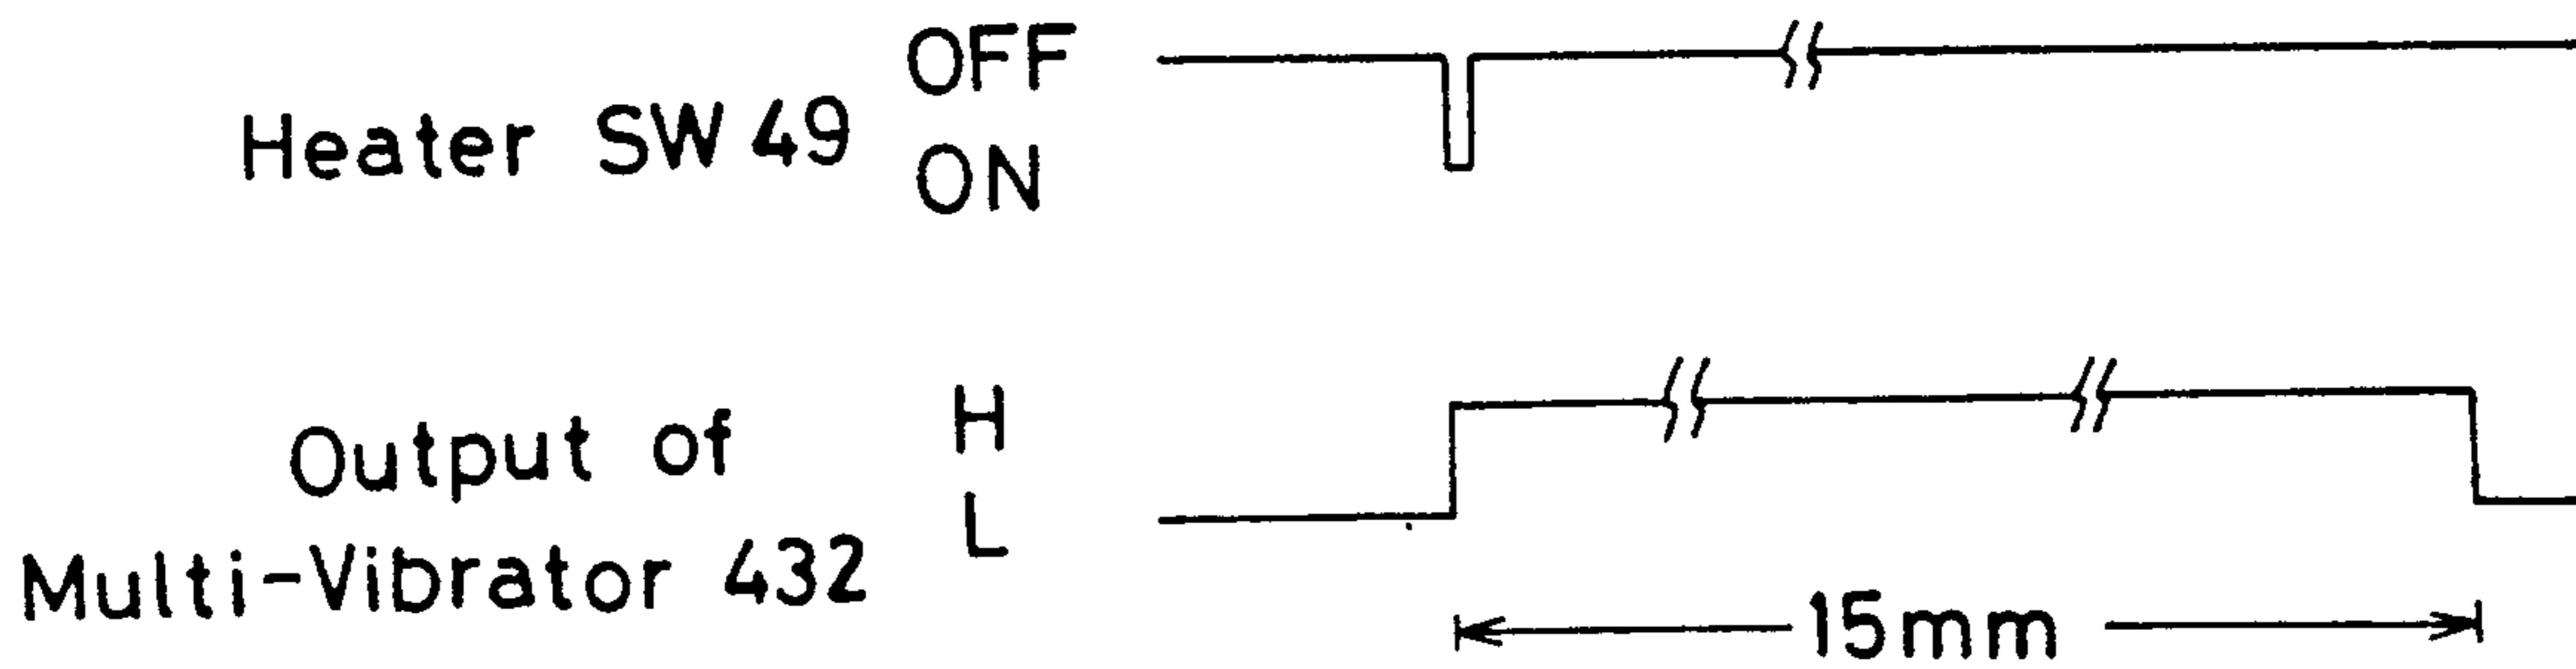 OFF
Heater SW 49
ON
H
Output of
L
Multi-Vibrator 432
15mm